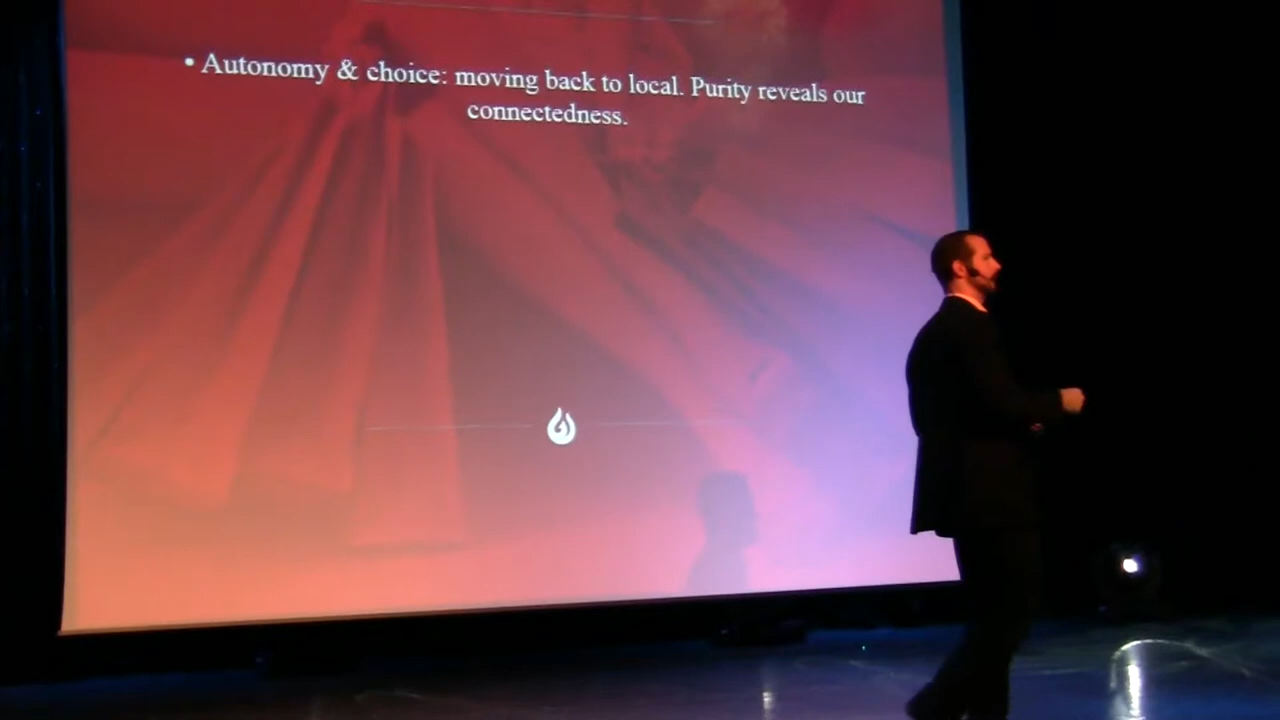 • Autonomy & choice: moving back to local. Purity reveals our
connectedness.